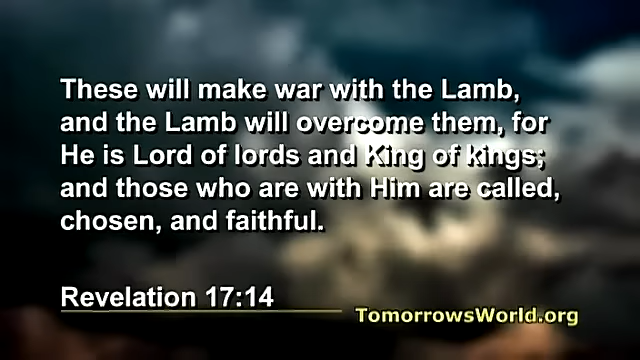 These will make war with the Lamb,
and the Lamb will overcome them, for
He is Lord of lords and King of kings;
and those who are with Him are called,
chosen, and faithful.
Revelation 17:14
TomorrowsWorld.org